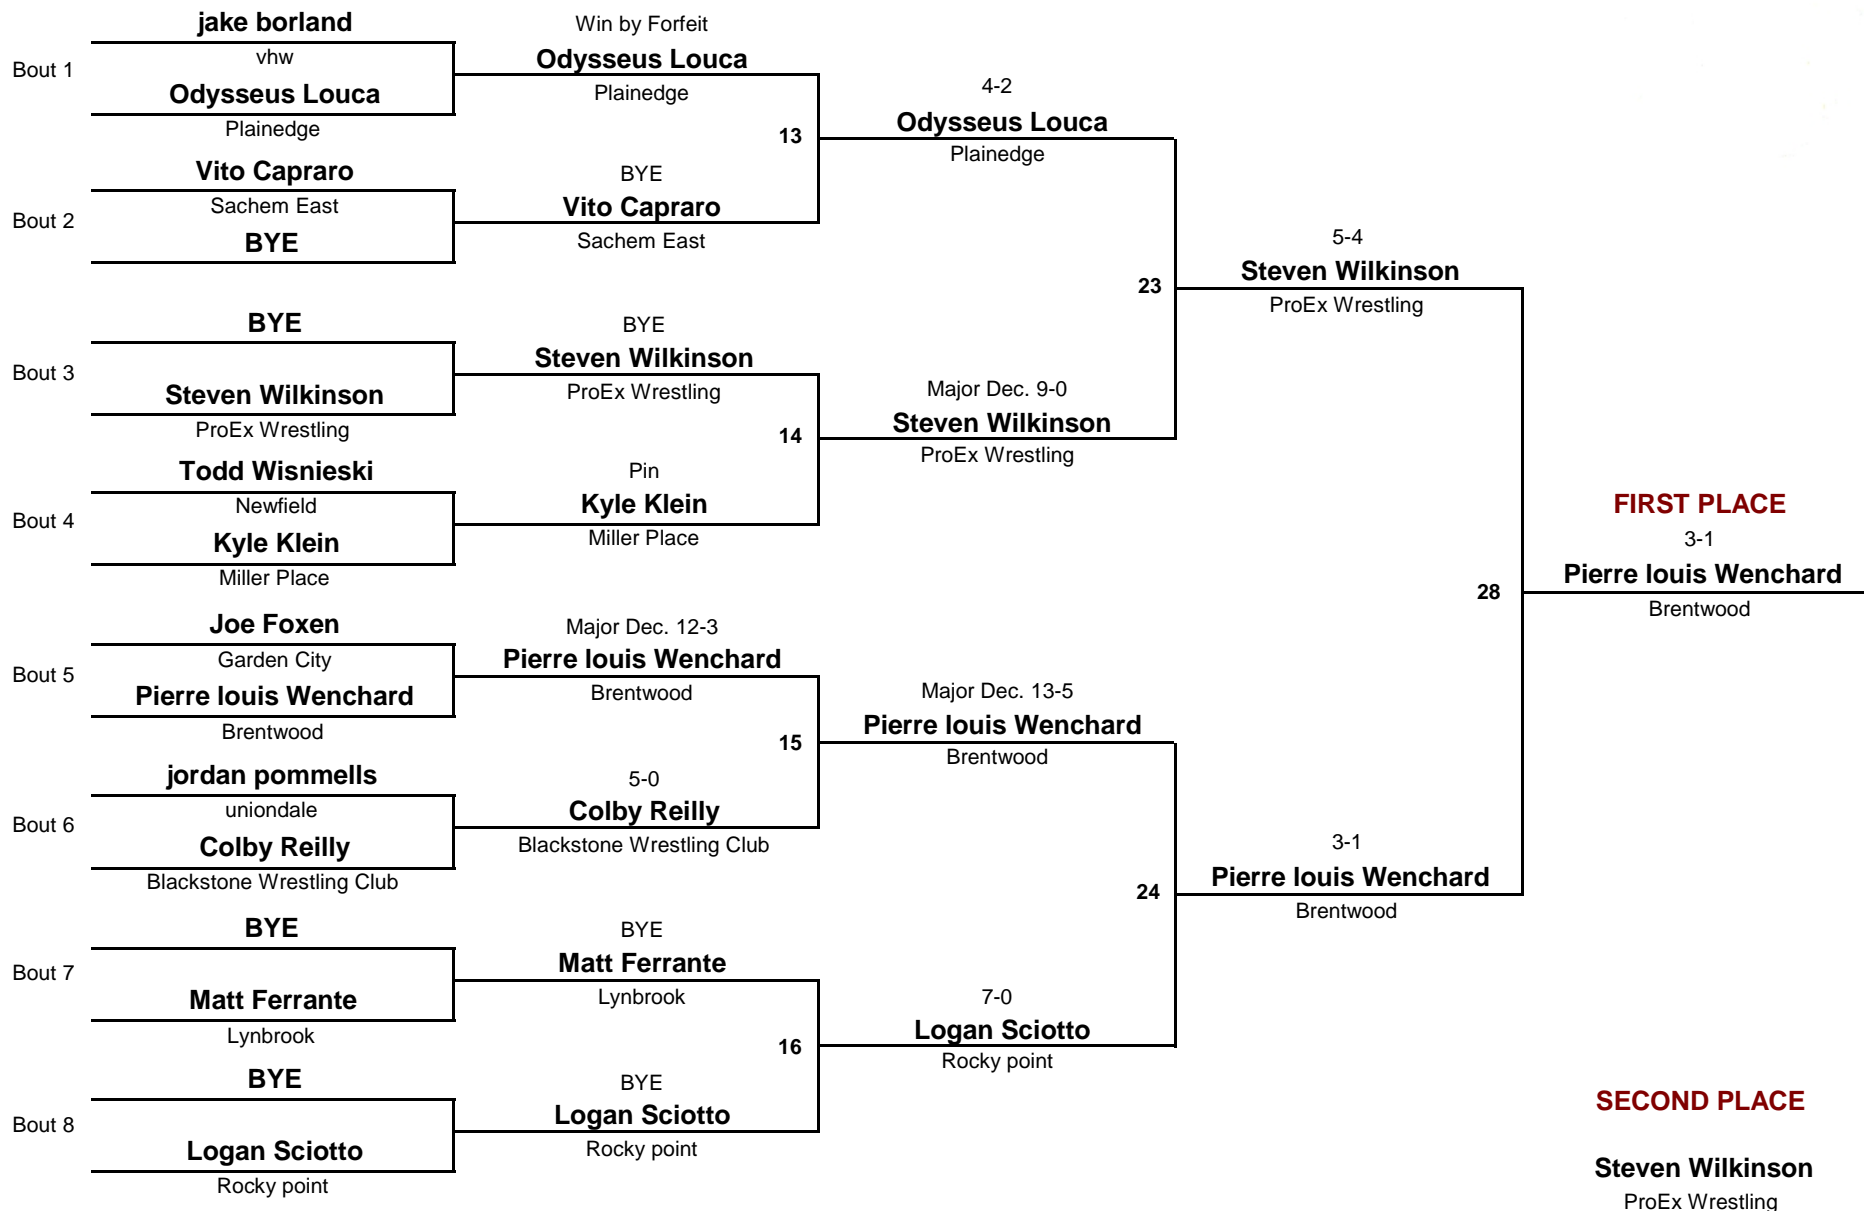 jake borland
Bout 1
vhw
Odysseus Louca
Plainedge
Vito Capraro
Bout 2
Sachem East
BYE
BYE
Bout 3
Steven Wilkinson
ProEx Wrestling
Todd Wisnieski
Bout 4
Newfield
Kyle Klein
Miller Place
Joe Foxen
Bout 5
Garden City
Pierre louis Wenchard
Brentwood
jordan pommells
Bout 6
uniondale
Colby Reilly
Blackstone Wrestling Club
BYE
Bout 7
Matt Ferrante
Lynbrook
BYE
Bout 8
Logan Sciotto
Rocky point
Win by Forfeit
Odysseus Louca
Plainedge
13
BYE
Vito Capraro
Sachem East
BYE
Steven Wilkinson
ProEx Wrestling
14
Pin
Kyle Klein
Miller Place
Major Dec. 12-3
Pierre louis Wenchard
Brentwood
15
5-0
Colby Reilly
Blackstone Wrestling Club
BYE
Matt Ferrante
Lynbrook
16
BYE
Logan Sciotto
Rocky point
4-2
Odysseus Louca
Plainedge
23
Major Dec. 9-0
Steven Wilkinson
ProEx Wrestling
Major Dec. 13-5
Pierre louis Wenchard
Brentwood
24
7-0
Logan Sciotto
Rocky point
5-4
Steven Wilkinson
ProEx Wrestling
28
3-1
Pierre louis Wenchard
Brentwood
FIRST PLACE
3-1
Pierre louis Wenchard
Brentwood
SECOND PLACE
Steven Wilkinson
ProEx Wrestling